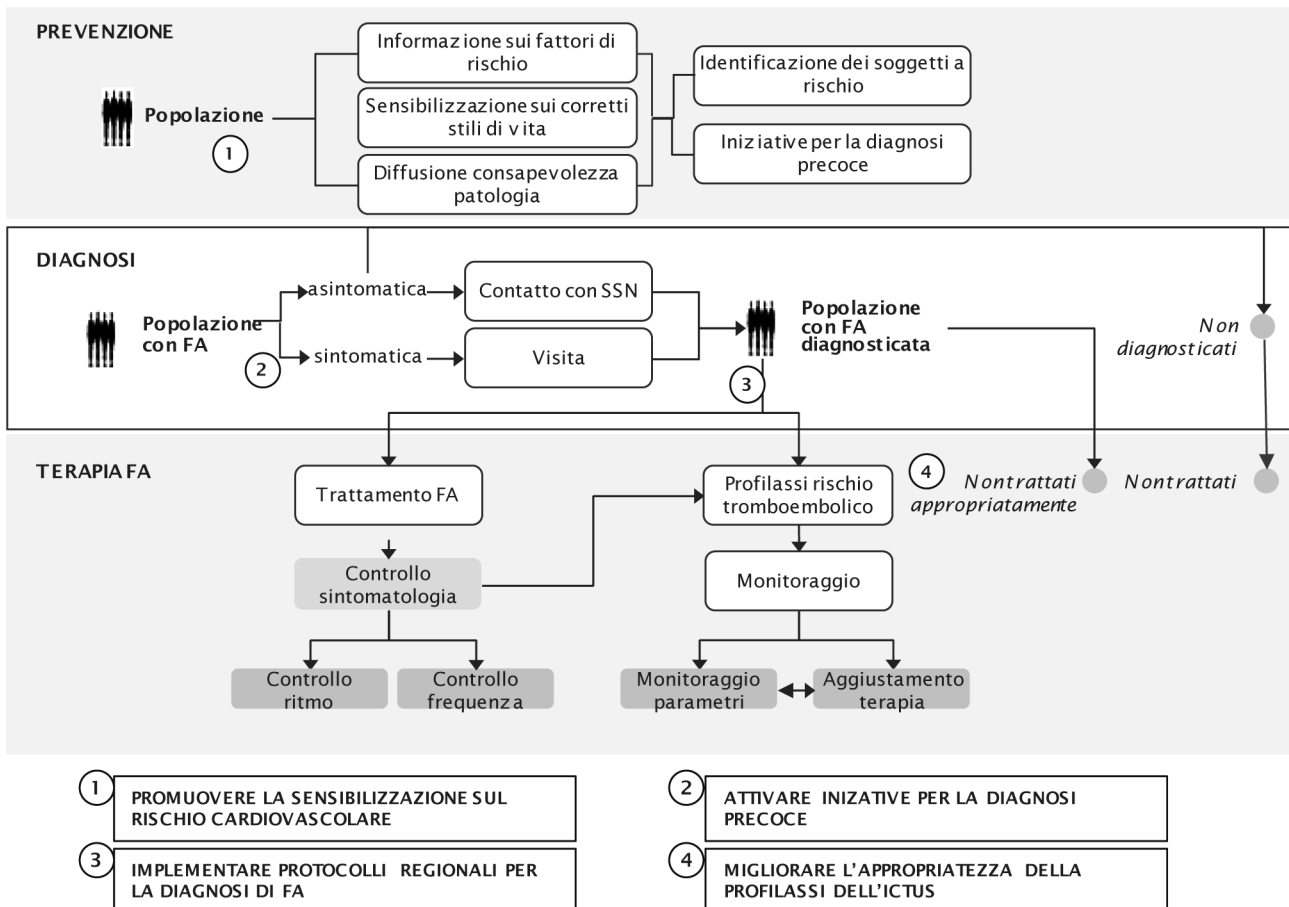 PREVENZIONE
Informazione sui fattori di
rischio
Identificazione dei soggetti a
rischio
Popolazione
Sensibilizzazione sui corretti
stili di vita
1
Iniziative per la diagnosi
precoce
Diffusione consapevolezza
patologia
DIAGNOSI
asintomatica
Contatto con SSN
Popolazione
con FA
Popolazione
con FA
diagnosticata
Non
diagnosticati
2
sintomatica
Visita
3
TERAPIA FA
Trattamento FA
Profilassi rischio
tromboembolico
4
Non trattati
appropriatamente
Non trattati
Controllo
sintomatologia
Monitoraggio
Controllo
ritmo
Controllo
frequenza
Monitoraggio
parametri
Aggiustamento
terapia
1
PROMUOVERE LA SENSIBILIZZAZIONE SUL
RISCHIO CARDIOVASCOLARE
2
ATTIVARE INIZATIVE PER LA DIAGNOSI
PRECOCE
3
IMPLEMENTARE PROTOCOLLI REGIONALI PER
LA DIAGNOSI DI FA
4
MIGLIORARE L'APPROPRIATEZZA DELLA
PROFILASSI DELL'ICTUS